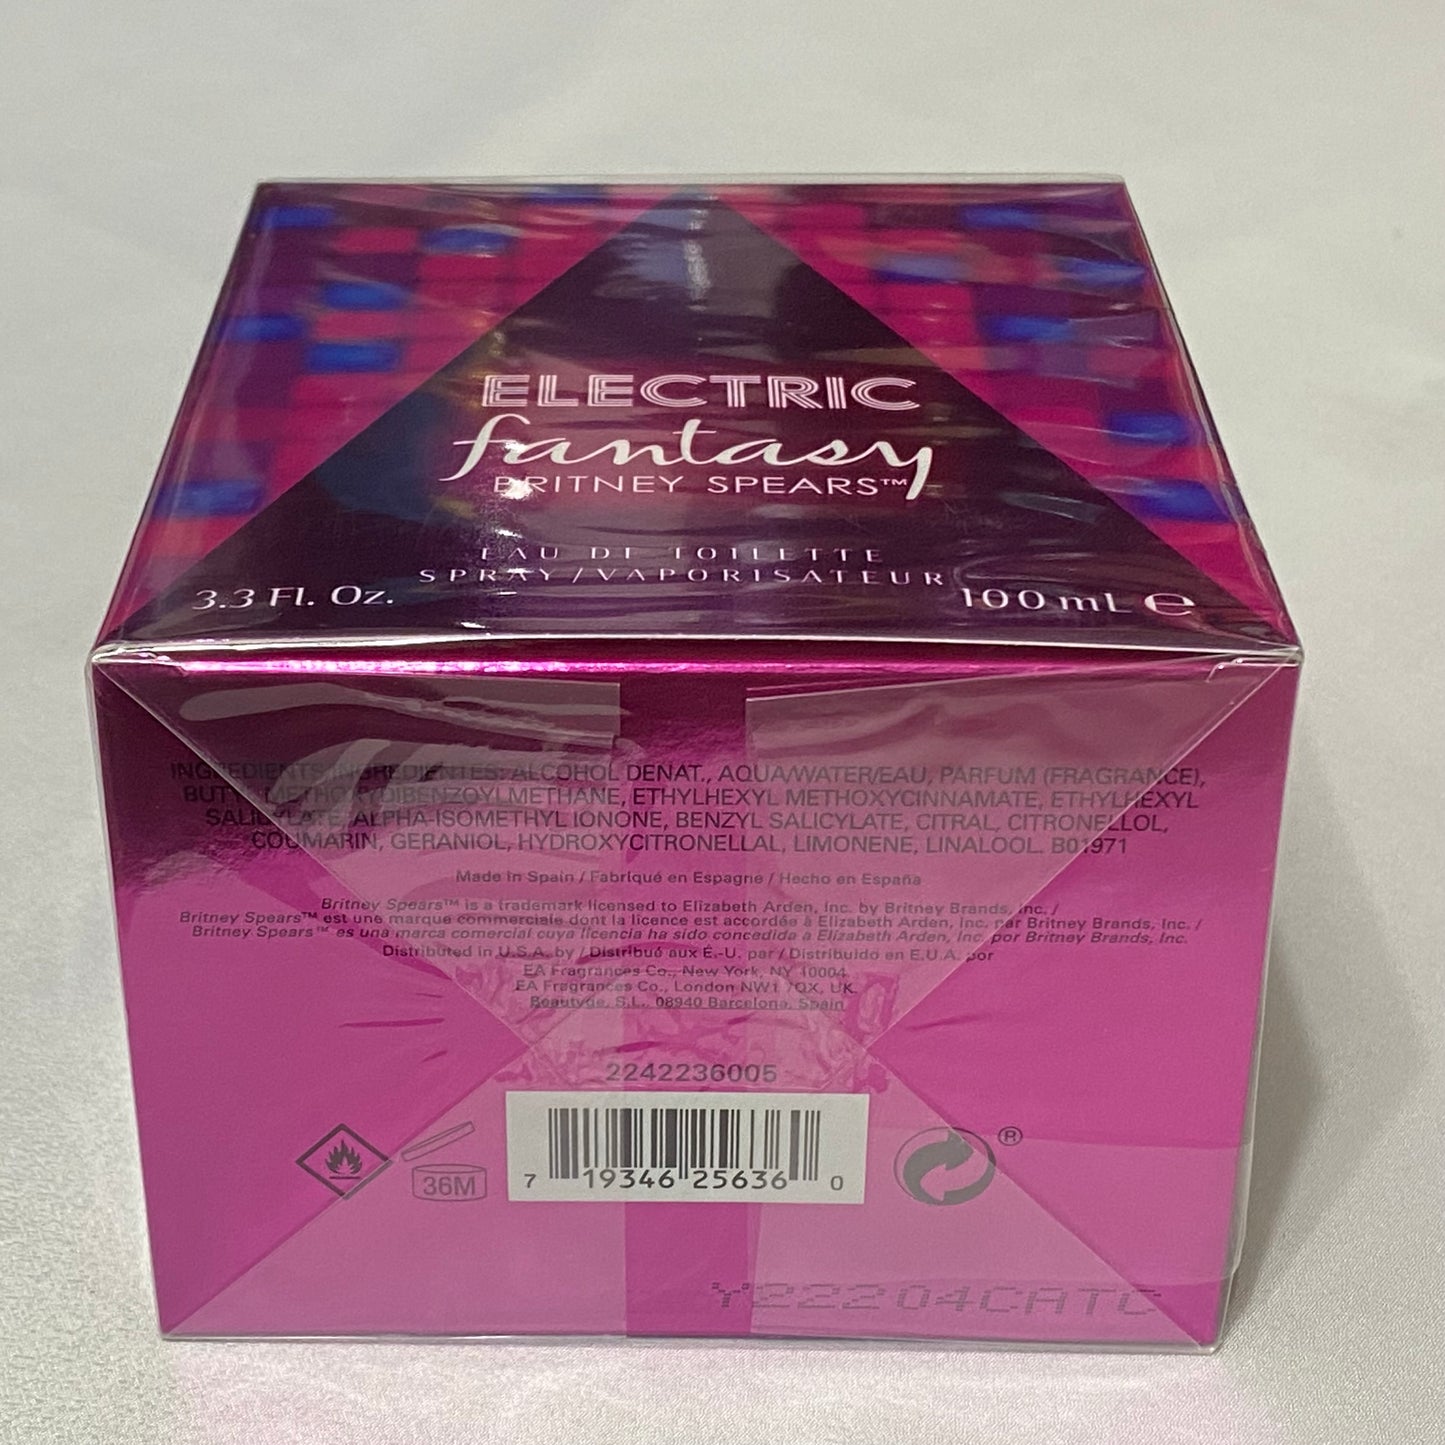 ELECTRIC
fantasy
BRITNEY SPEARS™
EAU DE TOILETTE
SPRAY/VAPORISATEUR
3.3 Fl. Oz.
100 mL ℮
INGREDIENTS/INGREDIENTES: ALCOHOL DENAT., AQUA/WATER/EAU, PARFUM (FRAGRANCE),
BUTYL METHOXYDIBENZOYLMETHANE, ETHYLHEXYL METHOXYCINNAMATE, ETHYLHEXYL
SALICYLATE, ALPHA-ISOMETHYL IONONE, BENZYL SALICYLATE, CITRAL, CITRONELLOL,
COUMARIN, GERANIOL, HYDROXYCITRONELLAL, LIMONENE, LINALOOL. B01971
Made in Spain / Fabriqué en Espagne / Hecho en España
Britney Spears™ is a trademark licensed to Elizabeth Arden, Inc. by Britney Brands, Inc. /
Britney Spears™ est une marque commerciale dont la licence est accordée à Elizabeth Arden, Inc. par Britney Brands, Inc. /
Britney Spears™ es una marca comercial cuya licencia ha sido concedida a Elizabeth Arden, Inc. por Britney Brands, Inc.
Distributed in U.S.A. by / Distribué aux É.-U. par / Distribuido en E.U.A. por
EA Fragrances Co., New York, NY 10004
EA Fragrances Co., London NW1 7QX, UK
Beautyge, S.L., 08940 Barcelona, Spain
2242236005
7 19346 25636 0
36M
®
Y22204CATC